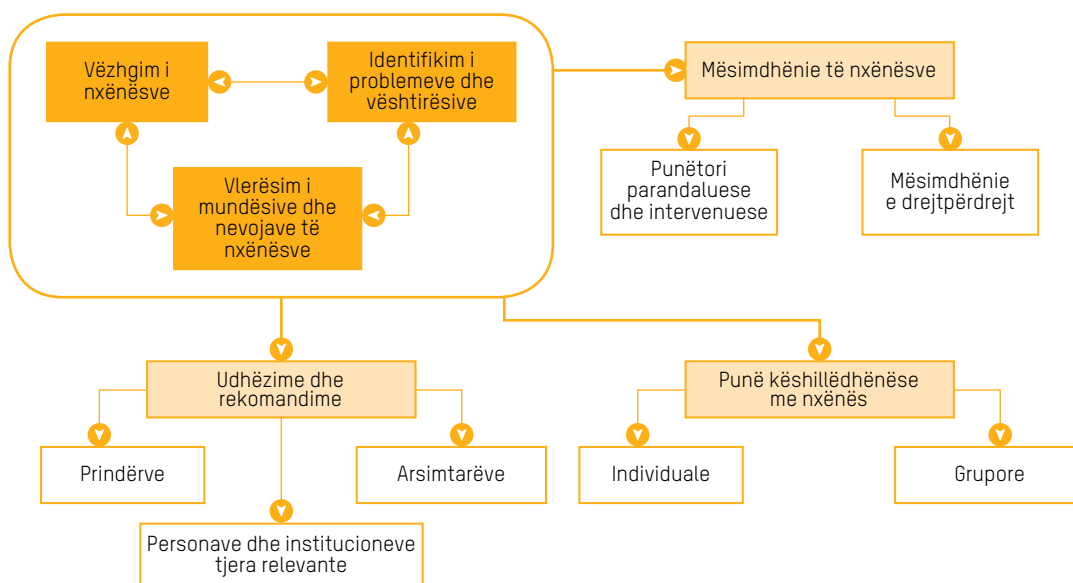 Vëzhgim i
nxënësve
Identifikim i
problemeve dhe
vështirësive
Vlerësim i
mundësive dhe
nevojave të
nxënësve
Mësimdhënie të nxënësve
Punëtori
parandaluese
dhe intervenuese
Mësimdhënie
e drejtpërdrejt
Udhëzime dhe
rekomandime
Prindërve
Arsimtarëve
Personave dhe institucioneve
tjera relevante
Punë këshillëdhënëse
me nxënës
Individuale
Grupore